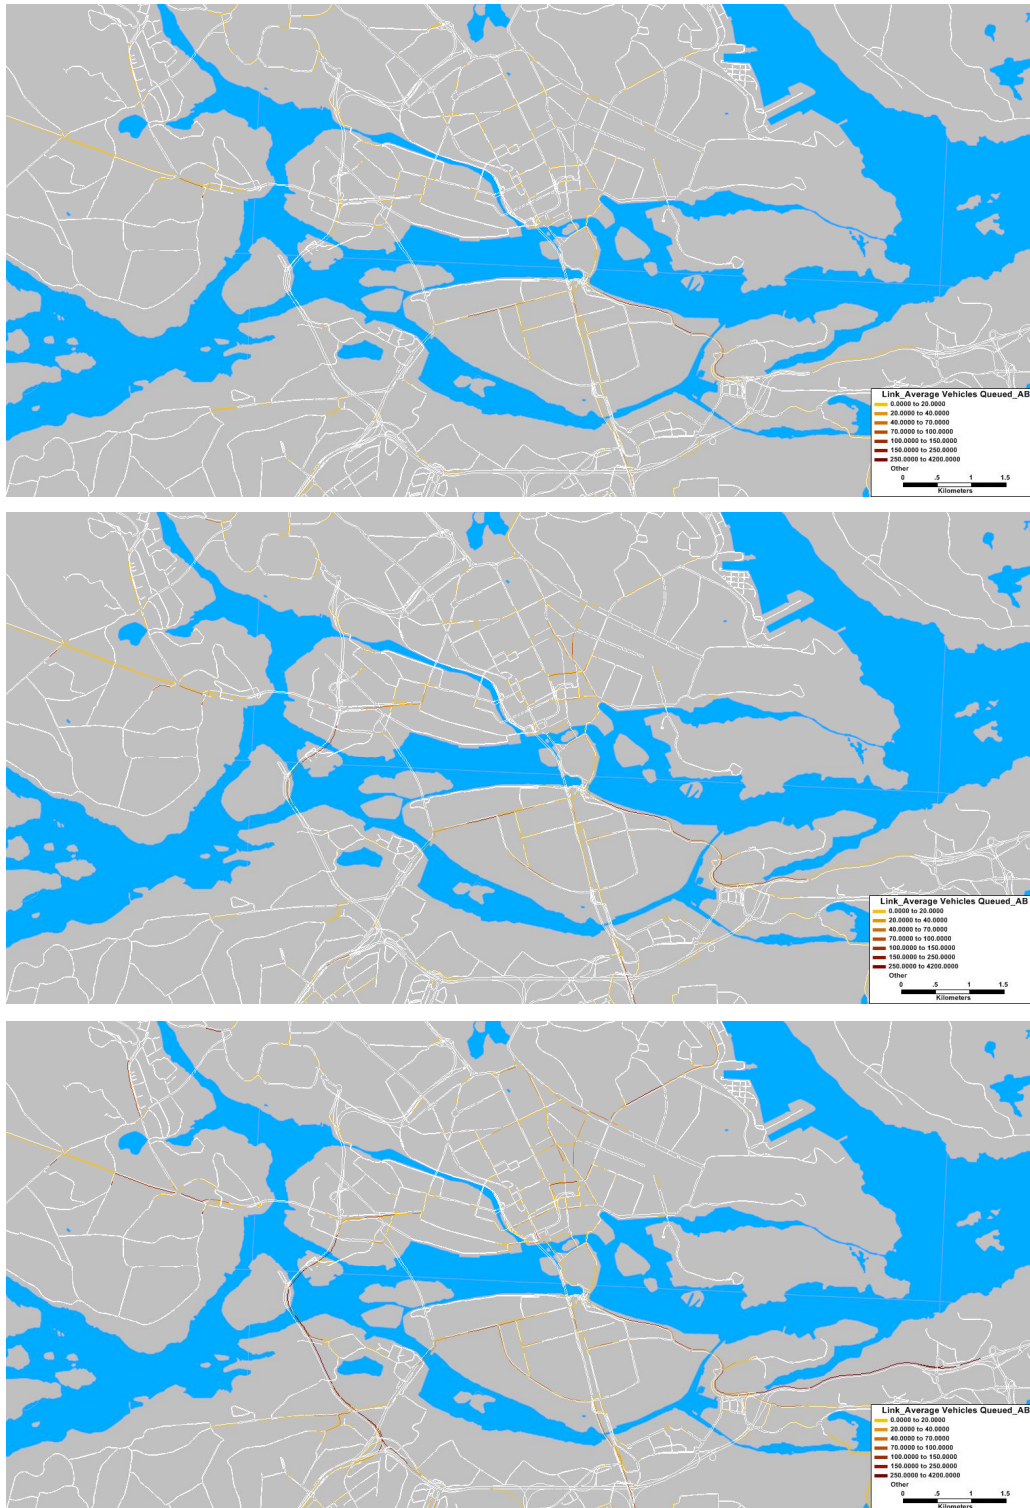 Link_Average Vehicles Queued_AB
0.0000 to 20.0000
20.0000 to 40.0000
40.0000 to 70.0000
70.0000 to 100.0000
100.0000 to 150.0000
150.0000 to 250.0000
250.0000 to 4200.0000
Other
0 .5 1 1.5
Kilometers
Link_Average Vehicles Queued_AB
0.0000 to 20.0000
20.0000 to 40.0000
40.0000 to 70.0000
70.0000 to 100.0000
100.0000 to 150.0000
150.0000 to 250.0000
250.0000 to 4200.0000
Other
0 .5 1 1.5
Kilometers
Link_Average Vehicles Queued_AB
0.0000 to 20.0000
20.0000 to 40.0000
40.0000 to 70.0000
70.0000 to 100.0000
100.0000 to 150.0000
150.0000 to 250.0000
250.0000 to 4200.0000
Other
0 .5 1 1.5
Kilometers